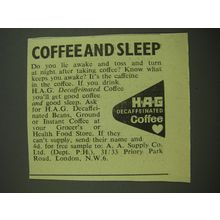 COFFEE AND SLEEP
Do you lie awake and toss and turn
at night after taking coffee? Know what
keeps you awake? It's the caffeine
in the coffee. If you drink
H.A.G. Decaffeinated Coffee
you'll get good coffee
and good sleep. Ask
for H.A.G. Decaffei-
nated Beans, Ground
or Instant Coffee at
your Grocer's or
Health Food Store. If they
can't supply, send your name and
4d. for free sample to: A. A. Supply Co.
Ltd. (Dept. P.H.), 31/33 Priory Park
Road, London, N.W.6.
H·A·G
DECAFFEINATED
Coffee